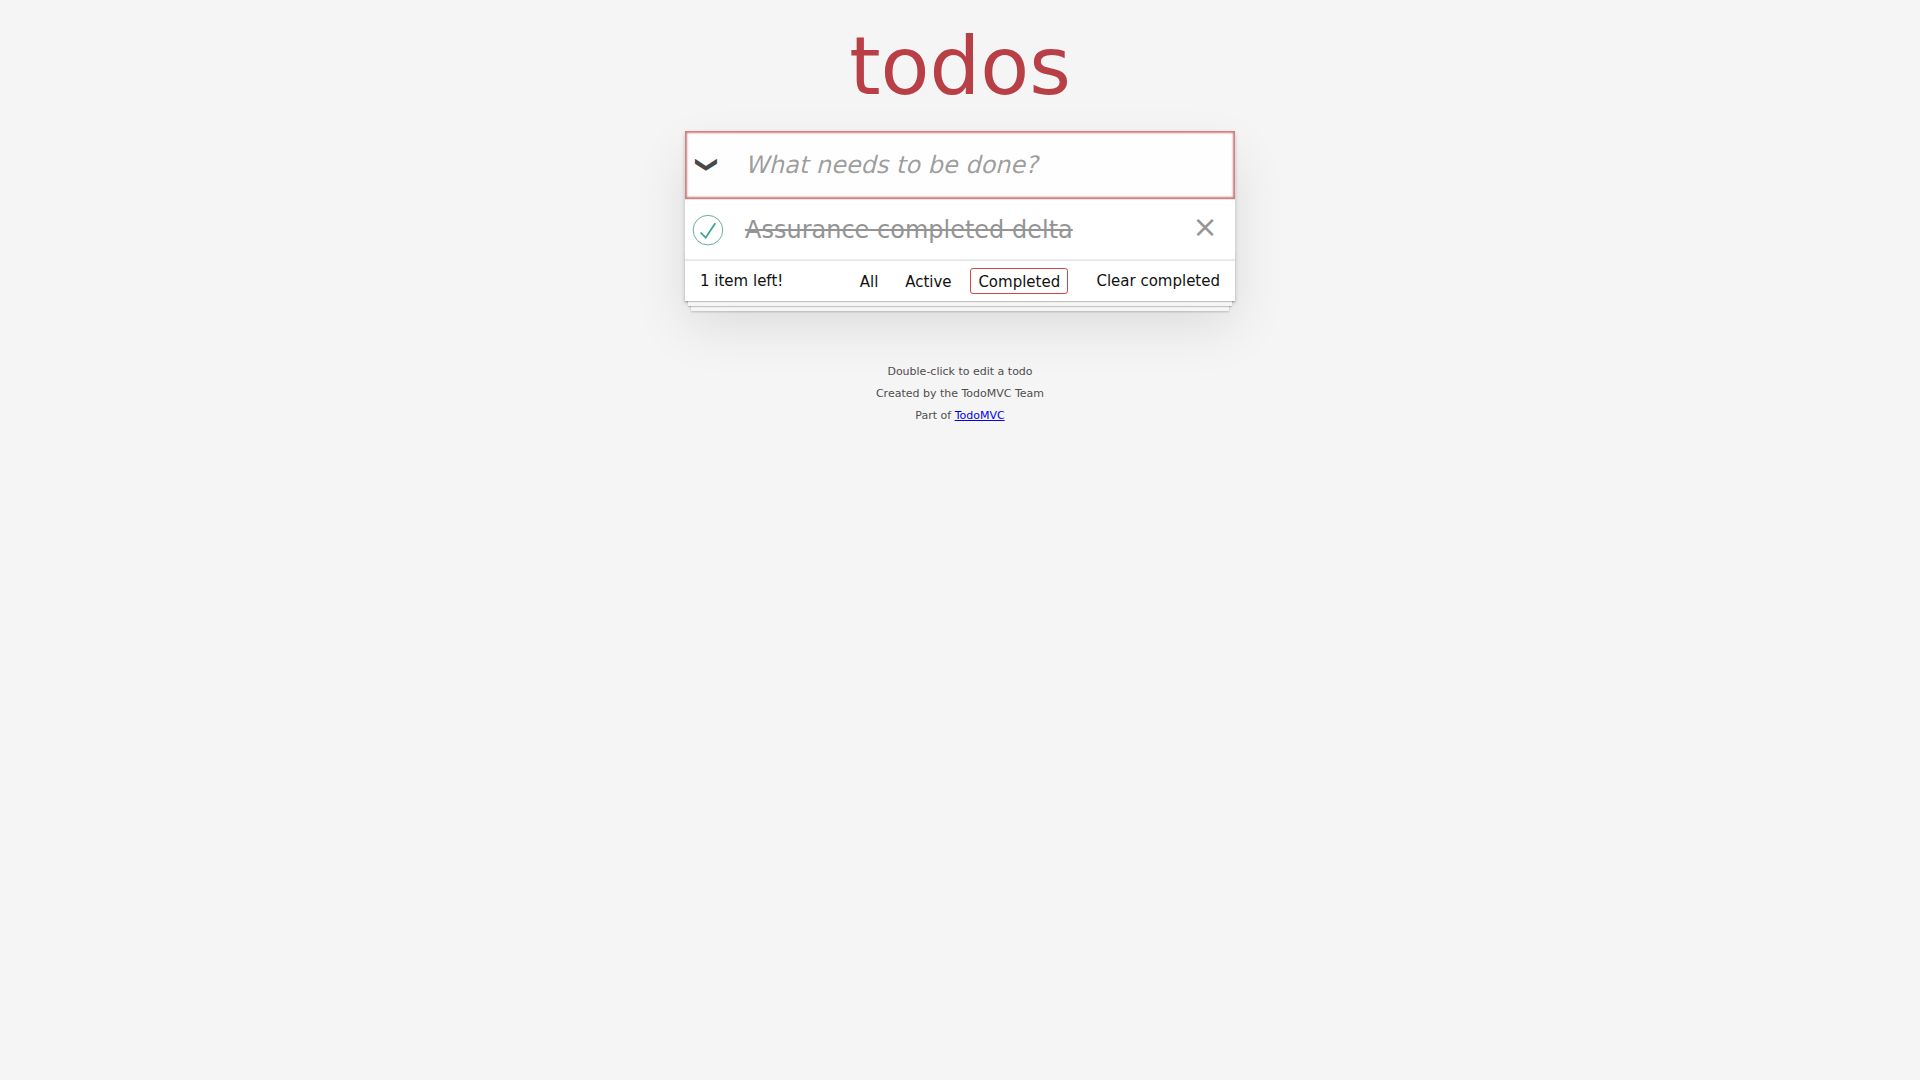 todos
What needs to be done?
Assurance completed delta
1 item left! All Active Completed Clear completed
Double-click to edit a todo
Created by the TodoMVC Team
Part of TodoMVC